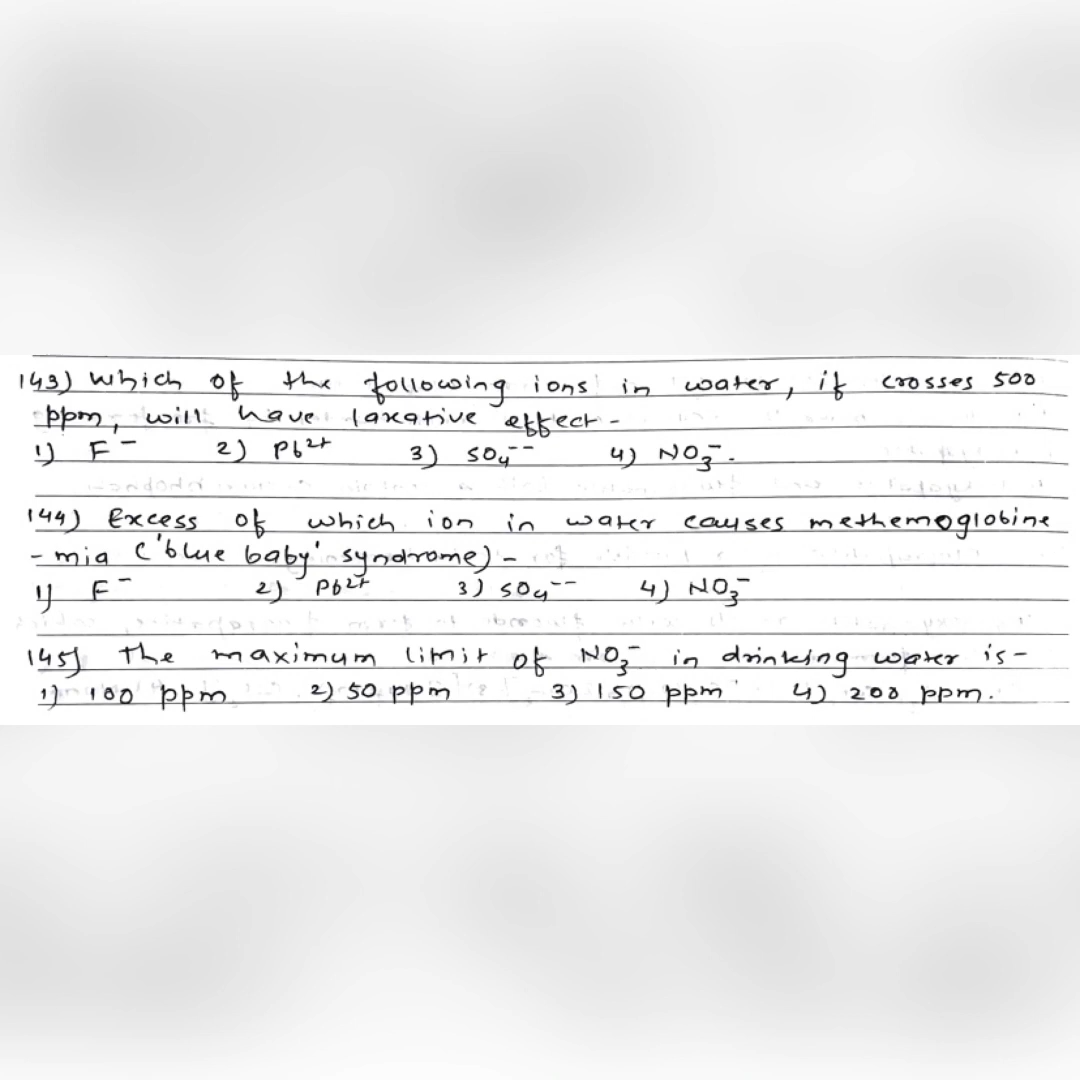 143) Which of the following ions in water, if crosses 500
ppm, will have laxative effect -
1) F⁻ 2) Pb²⁺ 3) SO₄⁻⁻ 4) NO₃⁻.
144) Excess of which ion in water causes methemoglobine
- mia ('blue baby' syndrome) -
1) F⁻ 2) Pb²⁺ 3) SO₄⁻⁻ 4) NO₃⁻
145) The maximum limit of NO₃⁻ in drinking water is -
1) 100 ppm 2) 50 ppm 3) 150 ppm 4) 200 ppm.